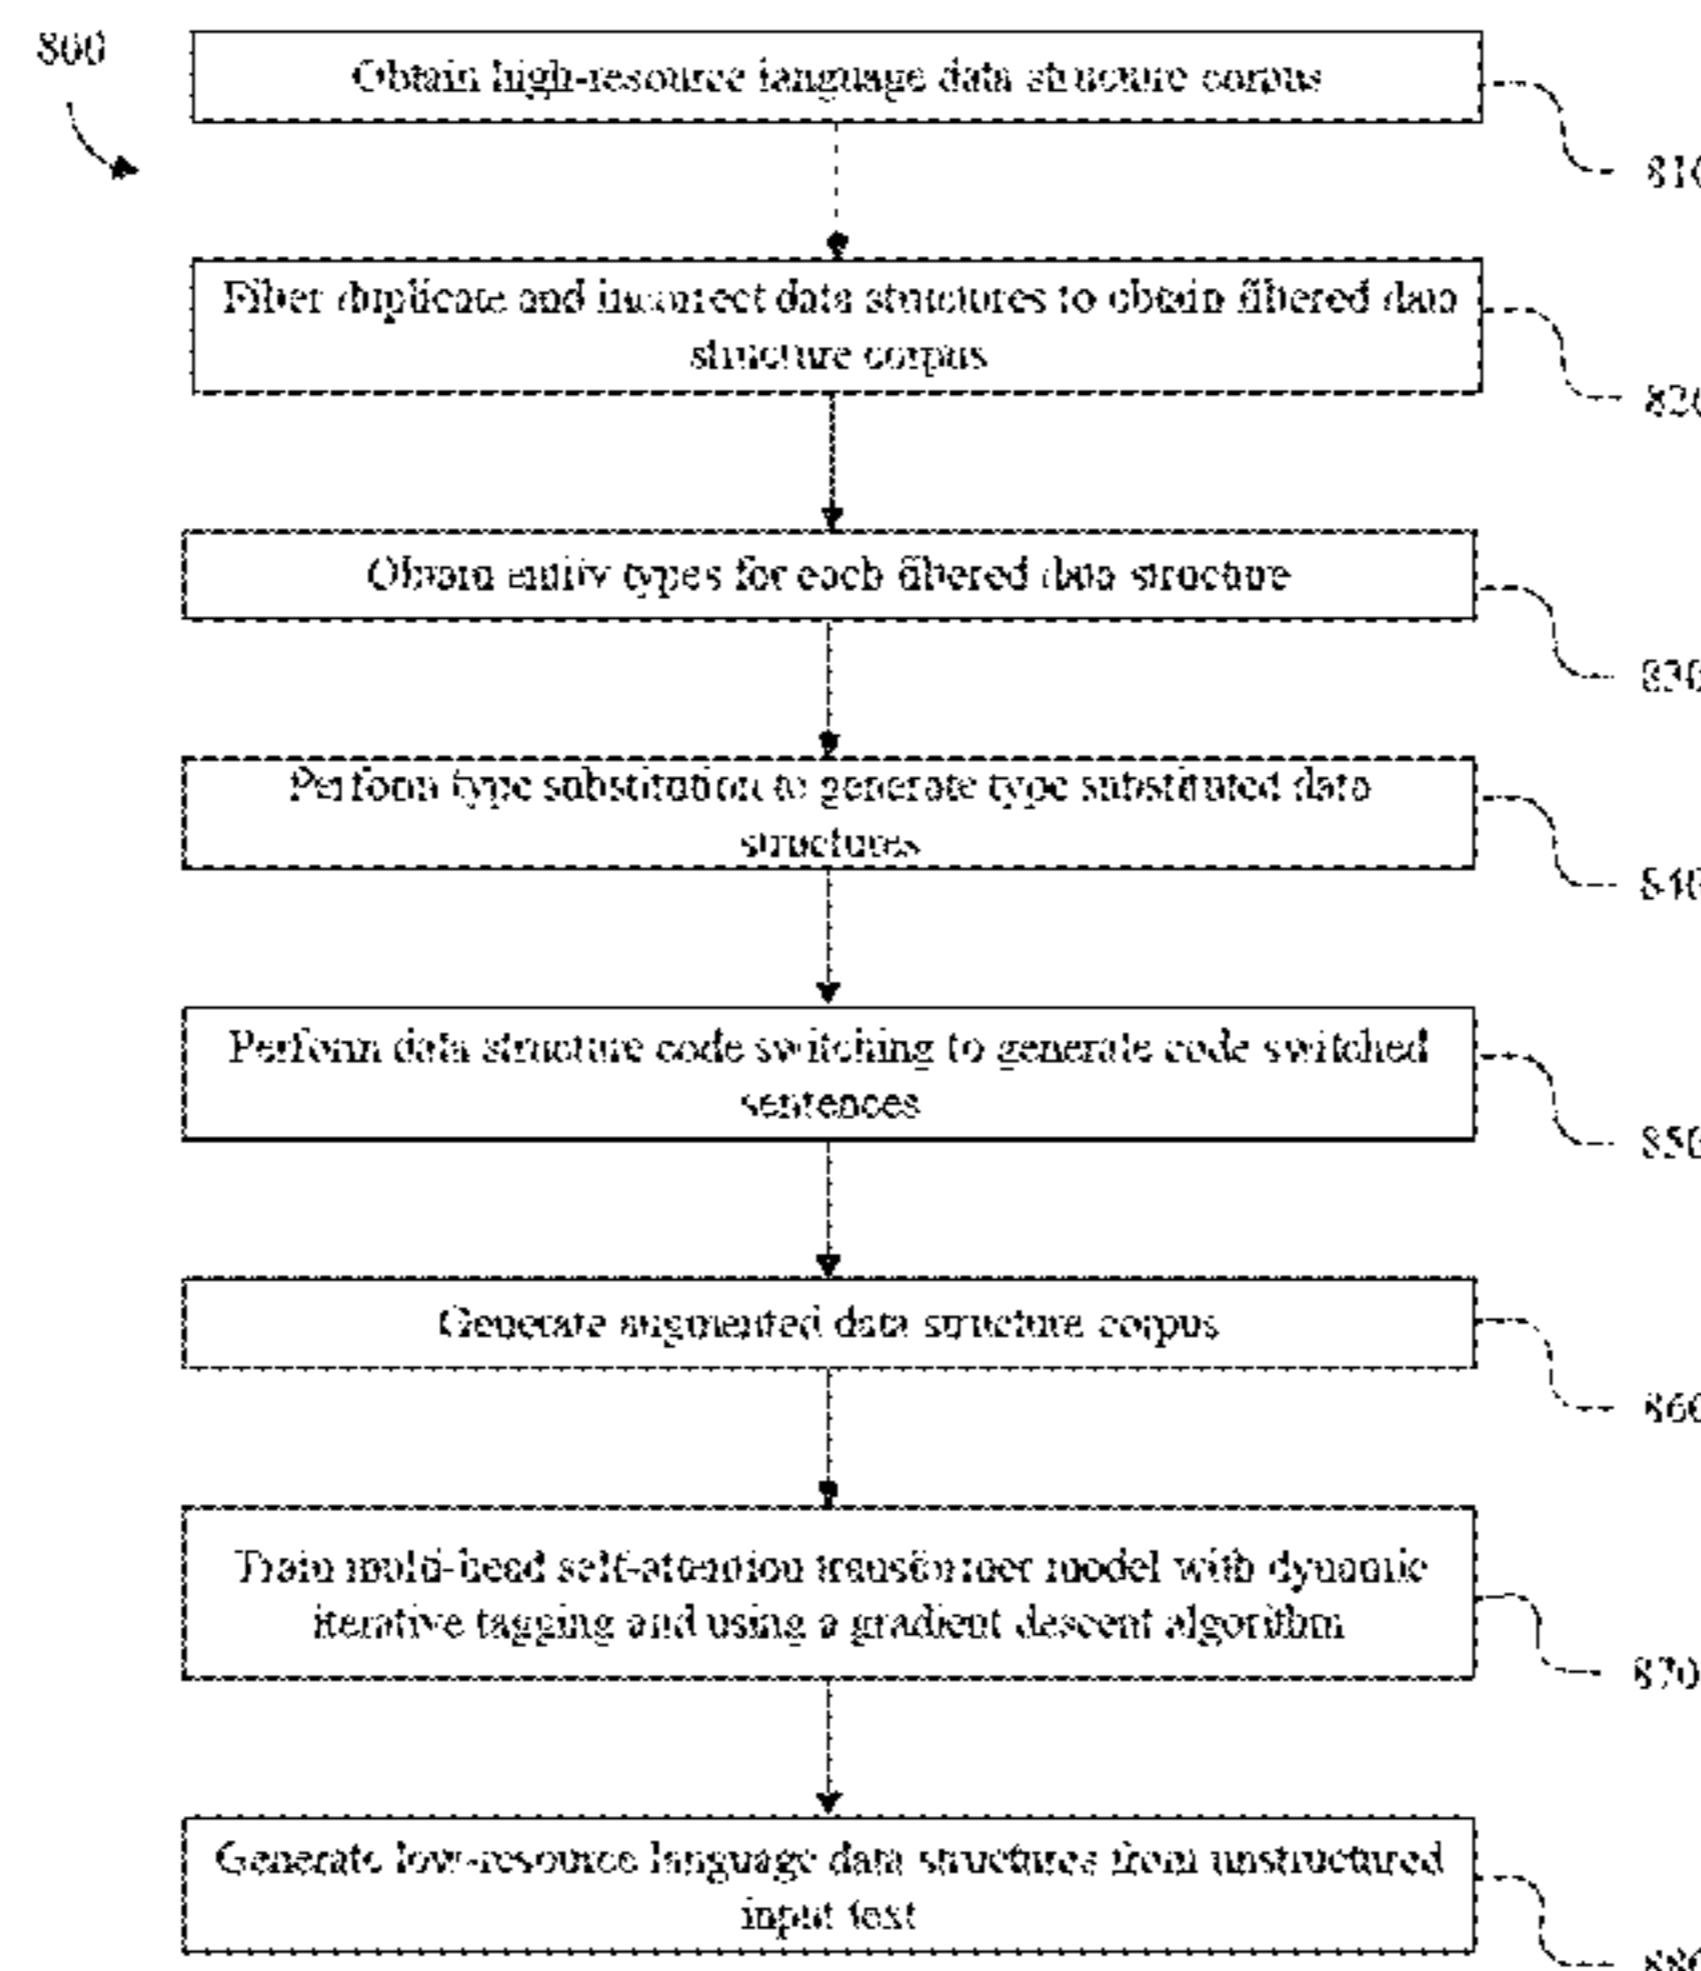 800
Obtain high-resource language data structure corpus
810
Filter duplicate and incorrect data structures to obtain filtered data
structure corpus
820
Obtain entity types for each filtered data structure
830
Perform type substitution to generate type substituted data
structures
840
Perform data structure code switching to generate code switched
sentences
850
Generate augmented data structure corpus
860
Train multi-head self-attention transformer model with dynamic
iterative tagging and using a gradient descent algorithm
870
Generate low-resource language data structures from unstructured
input text
880